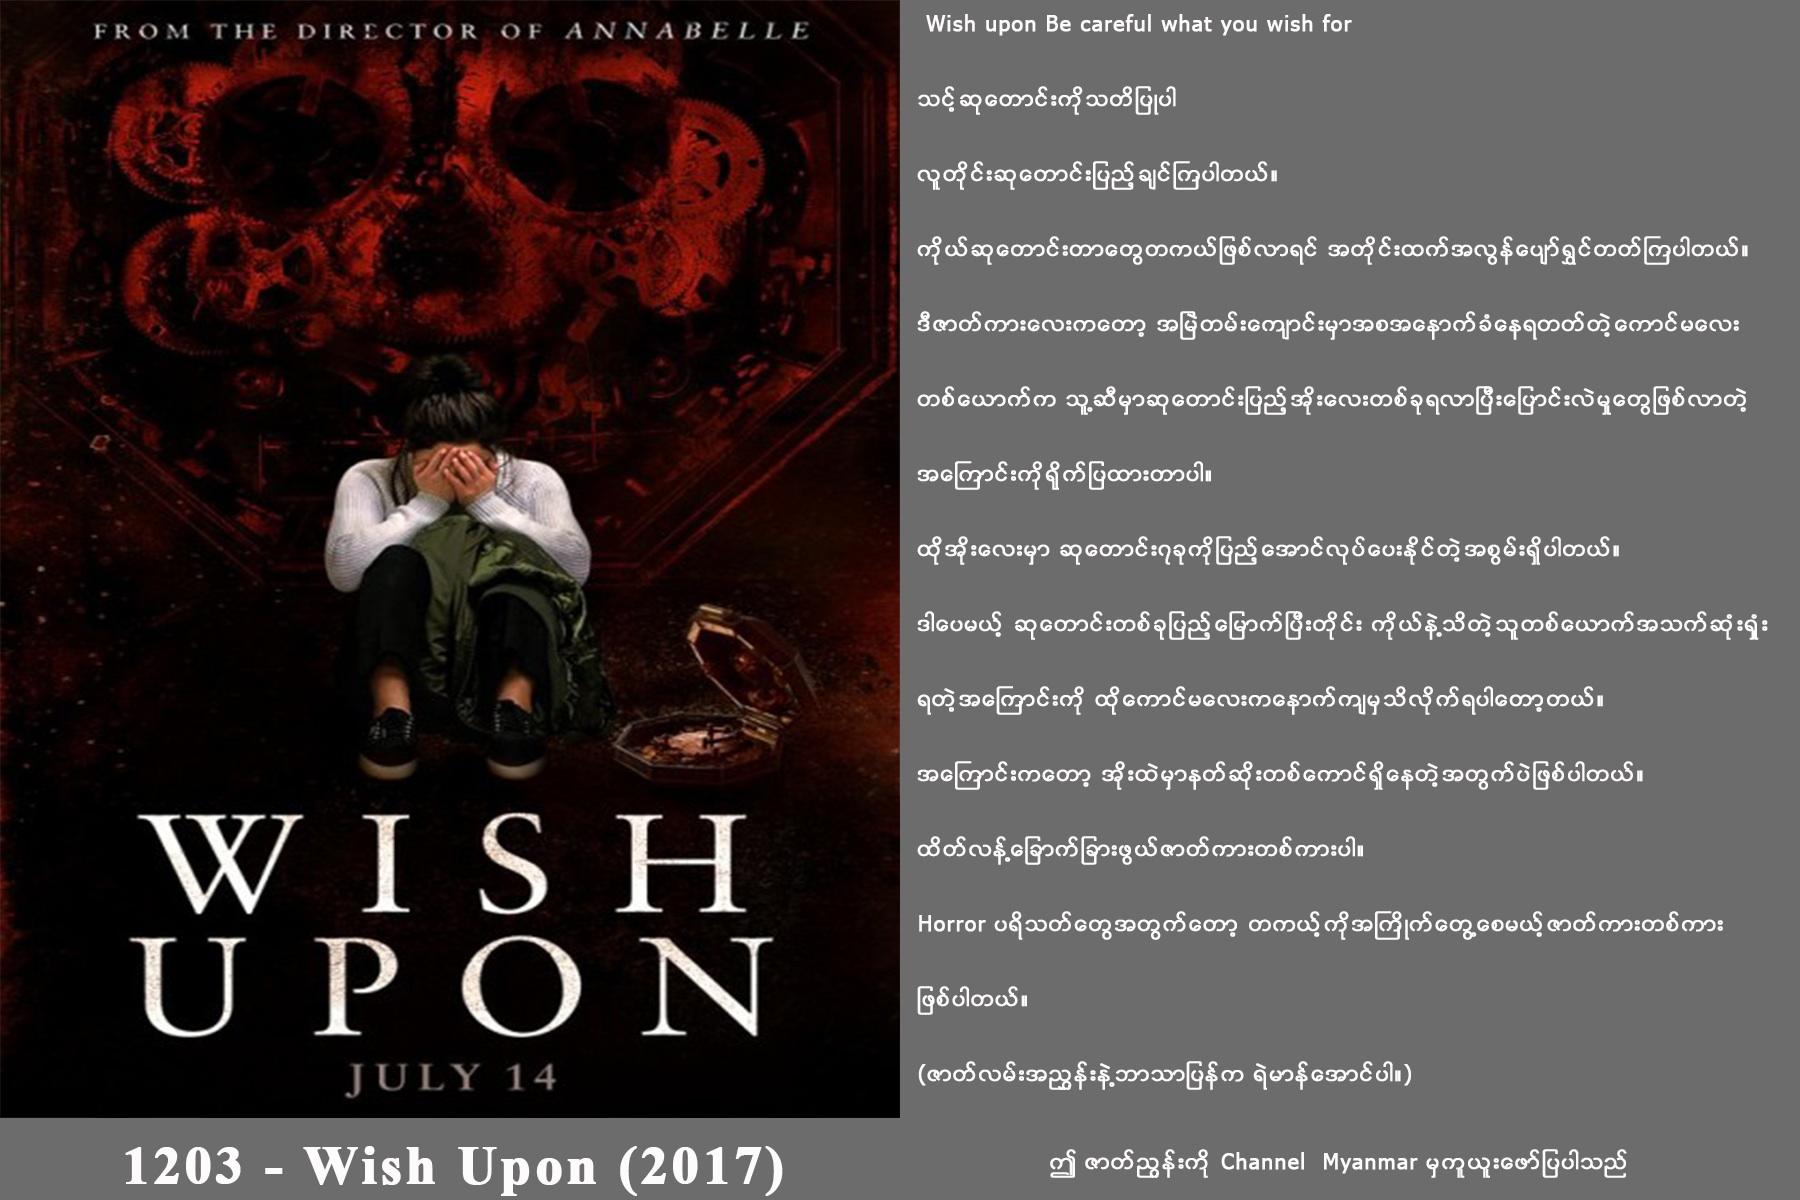 FROM THE DIRECTOR OF ANNABELLE
WISH
UPON
JULY 14
1203 - Wish Upon (2017)
Wish upon Be careful what you wish for
သင့်ဆုတောင်းကိုသတိပြုပါ
လူတိုင်းဆုတောင်းပြည့်ချင်ကြပါတယ်။
ကိုယ်ဆုတောင်းတာတွေတကယ်ဖြစ်လာရင် အတိုင်းထက်အလွန်ပျော်ရွှင်တတ်ကြပါတယ်။
ဒီဇာတ်ကားလေးကတော့ အမြဲတမ်းကျောင်းမှာအစအနောက်ခံနေရတတ်တဲ့ကောင်မလေး
တစ်ယောက်က သူ့ဆီမှာဆုတောင်းပြည့်အိုးလေးတစ်ခုရလာပြီးပြောင်းလဲမှုတွေဖြစ်လာတဲ့
အကြောင်းကိုရိုက်ပြထားတာပါ။
ထိုအိုးလေးမှာ ဆုတောင်း၇ခုကိုပြည့်အောင်လုပ်ပေးနိုင်တဲ့အစွမ်းရှိပါတယ်။
ဒါပေမယ့် ဆုတောင်းတစ်ခုပြည့်မြောက်ပြီးတိုင်း ကိုယ်နဲ့သိတဲ့သူတစ်ယောက်အသက်ဆုံးရှုံး
ရတဲ့အကြောင်းကို ထိုကောင်မလေးကနောက်ကျမှသိလိုက်ရပါတော့တယ်။
အကြောင်းကတော့ အိုးထဲမှာနတ်ဆိုးတစ်ကောင်ရှိနေတဲ့အတွက်ပဲဖြစ်ပါတယ်။
ထိတ်လန့်ခြောက်ခြားဖွယ်ဇာတ်ကားတစ်ကားပါ။
Horror ပရိသတ်တွေအတွက်တော့ တကယ့်ကိုအကြိုက်တွေ့စေမယ့်ဇာတ်ကားတစ်ကား
ဖြစ်ပါတယ်။
(ဇာတ်လမ်းအညွှန်းနဲ့ဘာသာပြန်က ရဲမာန်အောင်ပါ။)
ဤ ဇာတ်ညွှန်းကို Channel Myanmar မှကူယူးဖော်ပြပါသည်